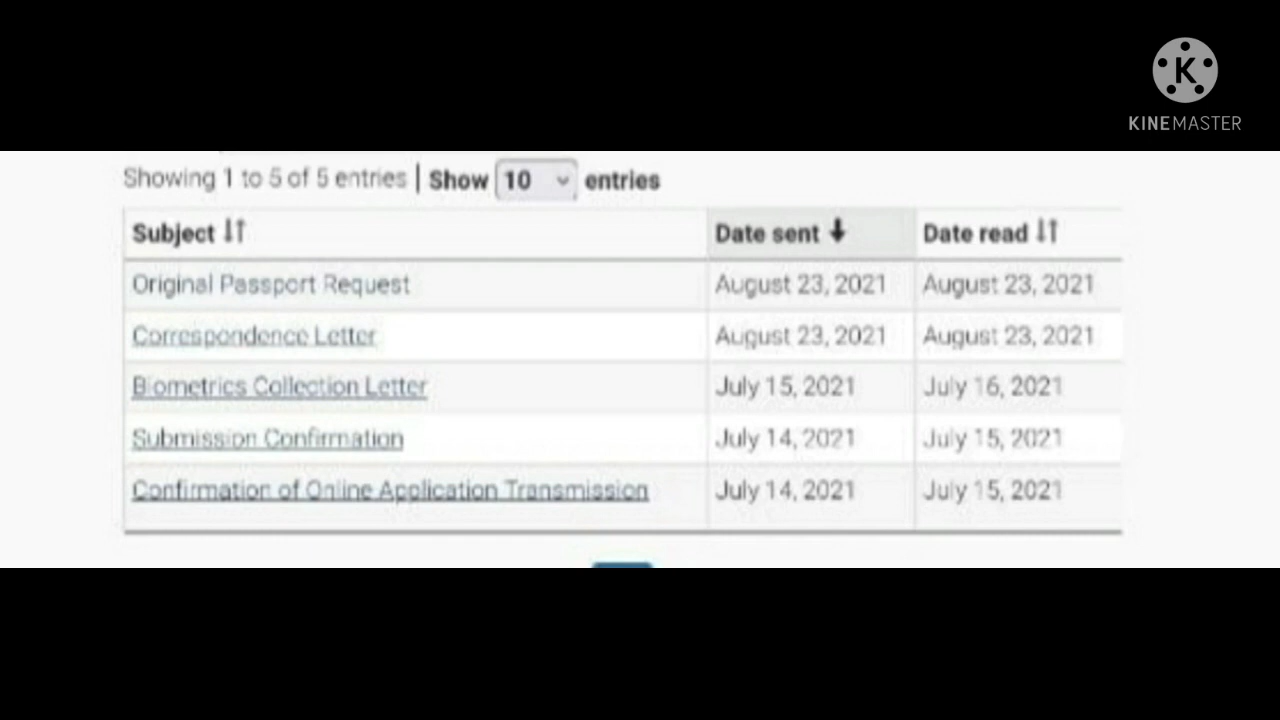 K
KINEMASTER
Showing 1 to 5 of 5 entries | Show 10 entries
Subject Date sent Date read
Original Passport Request August 23, 2021 August 23, 2021
Correspondence Letter August 23, 2021 August 23, 2021
Biometrics Collection Letter July 15, 2021 July 16, 2021
Submission Confirmation July 14, 2021 July 15, 2021
Confirmation of Online Application Transmission July 14, 2021 July 15, 2021